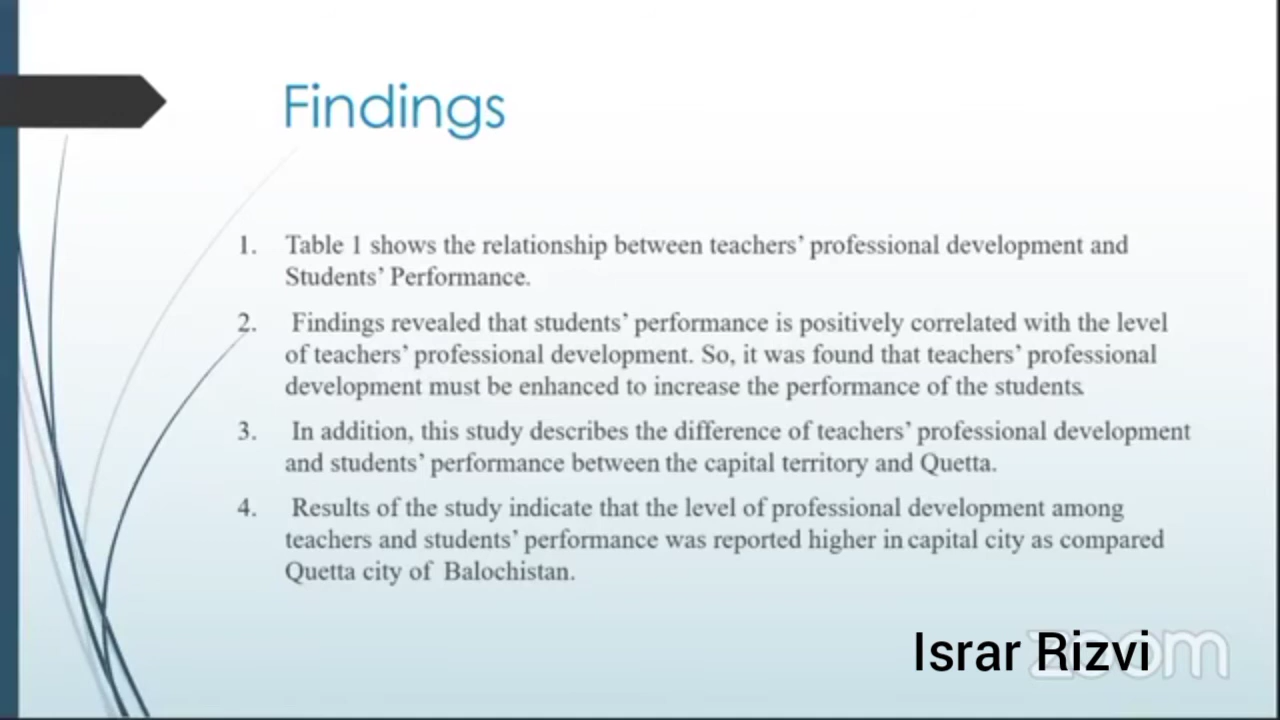 Findings
1. Table 1 shows the relationship between teachers’ professional development and
Students’ Performance.
2. Findings revealed that students’ performance is positively correlated with the level
of teachers’ professional development. So, it was found that teachers’ professional
development must be enhanced to increase the performance of the students.
3. In addition, this study describes the difference of teachers’ professional development
and students’ performance between the capital territory and Quetta.
4. Results of the study indicate that the level of professional development among
teachers and students’ performance was reported higher in capital city as compared
Quetta city of Balochistan.
Israr Rizvi
zoom